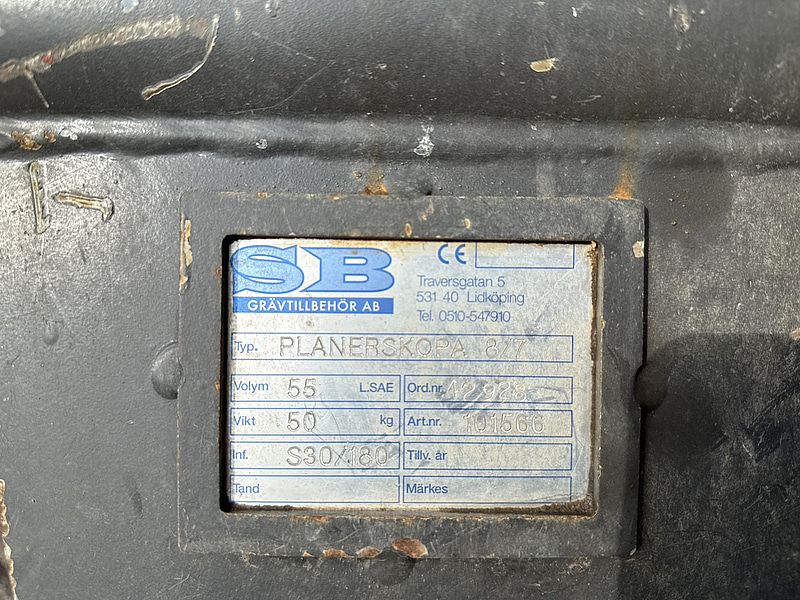 SB CE
GRÄVTILLBEHÖR AB
Traversgatan 5
531 40 Lidköping
Tel. 0510-547910
Typ. PLANERSKOPA 8/7
Volym 55 L.SAE Ord.nr. 42928
Vikt 50 kg Art.nr. 101566
Inf. S30/180 Tillv. år
Tand Märkes